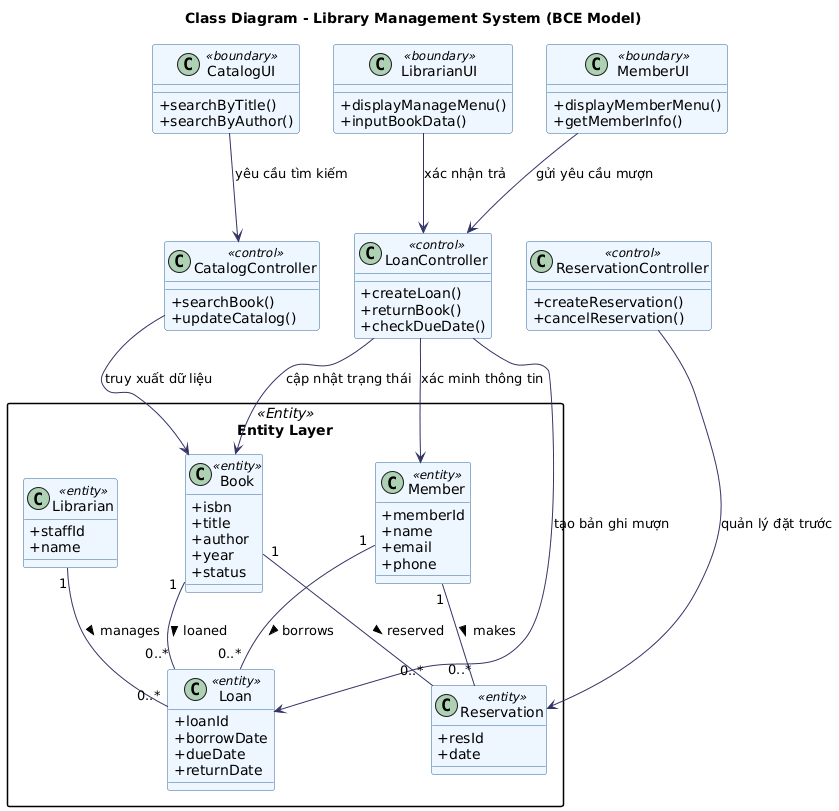 Class Diagram - Library Management System (BCE Model)
C «boundary»
CatalogUI
+searchByTitle()
+searchByAuthor()
C «boundary»
LibrarianUI
+displayManageMenu()
+inputBookData()
C «boundary»
MemberUI
+displayMemberMenu()
+getMemberInfo()
yêu cầu tìm kiếm
xác nhận trả
gửi yêu cầu mượn
C «control»
CatalogController
+searchBook()
+updateCatalog()
C «control»
LoanController
+createLoan()
+returnBook()
+checkDueDate()
C «control»
ReservationController
+createReservation()
+cancelReservation()
truy xuất dữ liệu
cập nhật trạng thái
xác minh thông tin
«Entity»
Entity Layer
C «entity»
Librarian
+staffId
+name
C «entity»
Book
+isbn
+title
+author
+year
+status
C «entity»
Member
+memberId
+name
+email
+phone
tạo bản ghi mượn
quản lý đặt trước
1
1
1
1
1
manages
loaned
borrows
reserved
makes
0..*
0..*
0..*
0..*
0..*
C «entity»
Loan
+loanId
+borrowDate
+dueDate
+returnDate
C «entity»
Reservation
+resId
+date